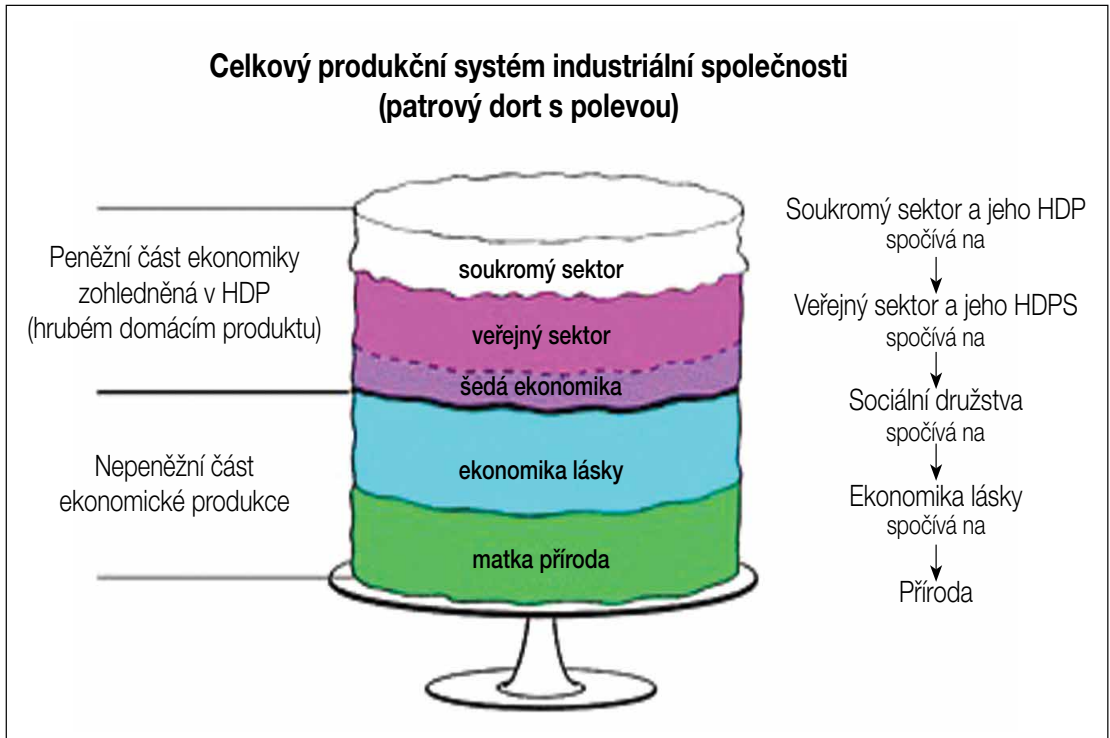 Celkový produkční systém industriální společnosti
(patrový dort s polevou)
Peněžní část ekonomiky
zohledněná v HDP
(hrubém domácím produktu)
Nepeněžní část
ekonomické produkce
soukromý sektor
veřejný sektor
šedá ekonomika
ekonomika lásky
matka příroda
Soukromý sektor a jeho HDP
spočívá na
Veřejný sektor a jeho HDPS
spočívá na
Sociální družstva
spočívá na
Ekonomika lásky
spočívá na
Příroda